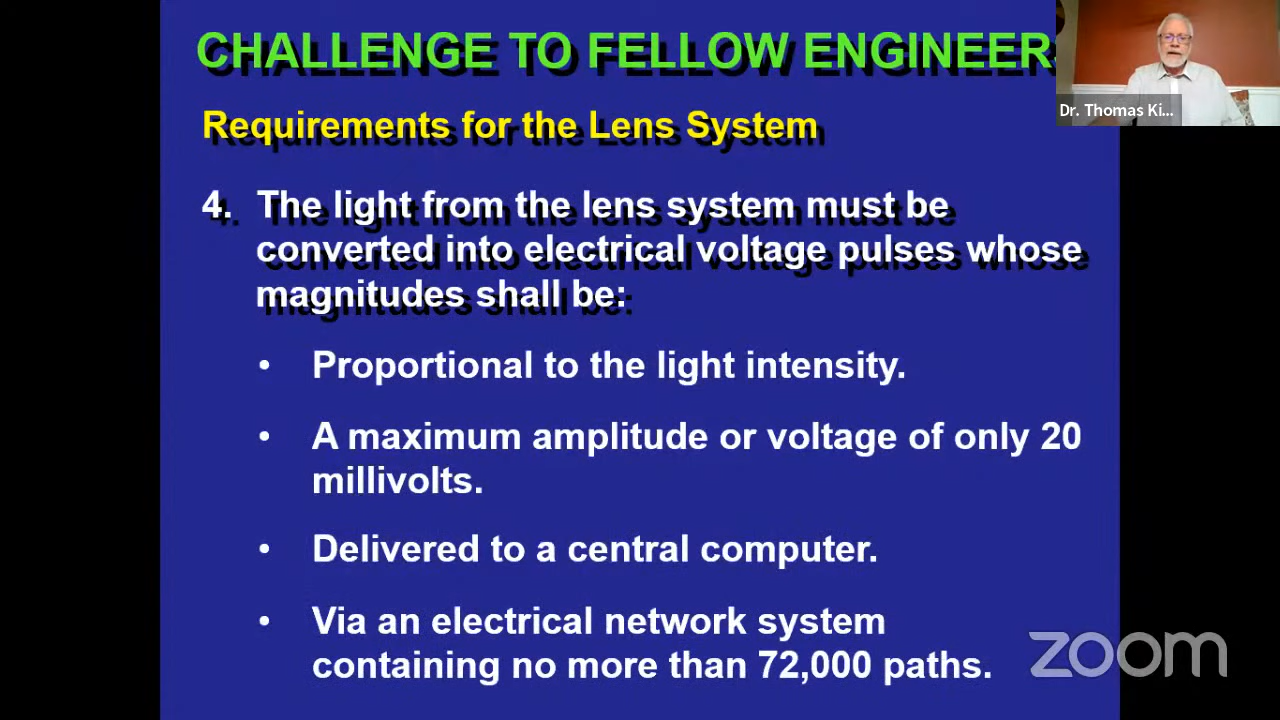 CHALLENGE TO FELLOW ENGINEER
Dr. Thomas Ki...
Requirements for the Lens System
4. The light from the lens system must be
converted into electrical voltage pulses whose
magnitudes shall be:
• Proportional to the light intensity.
• A maximum amplitude or voltage of only 20
millivolts.
• Delivered to a central computer.
• Via an electrical network system
containing no more than 72,000 paths.
zoom